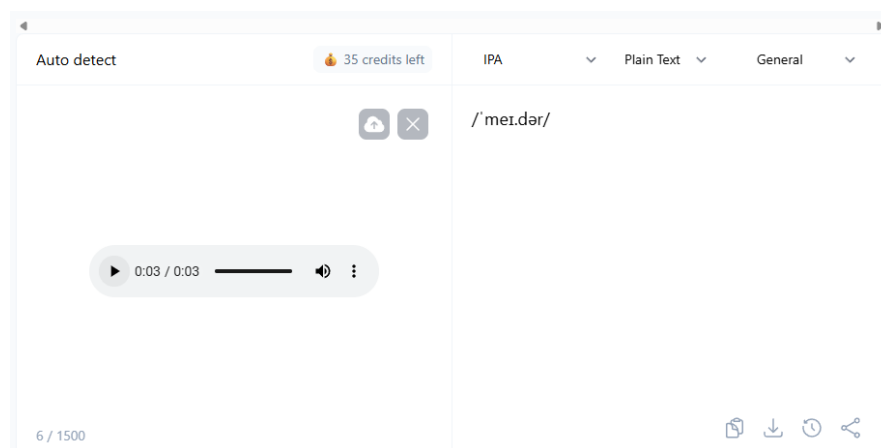 Auto detect
35 credits left
IPA
Plain Text
General
/ˈmeɪ.dər/
0:03 / 0:03
6 / 1500